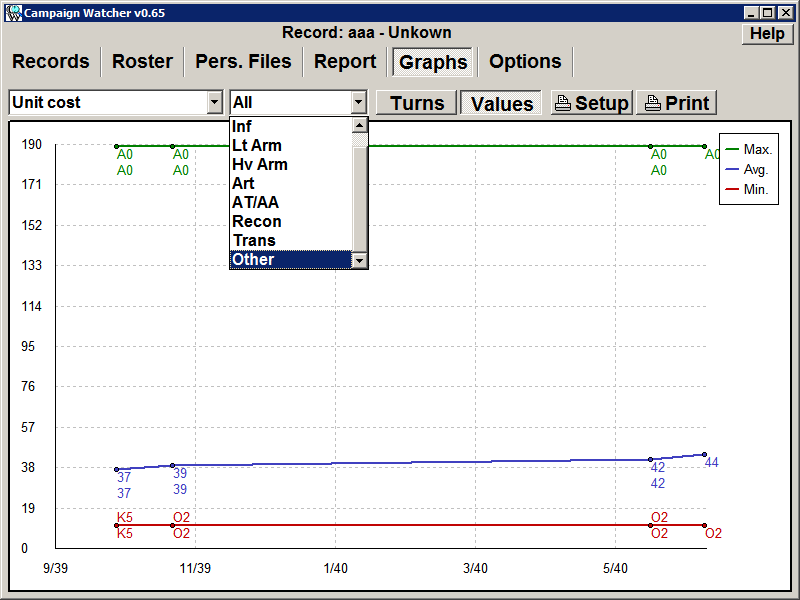 Campaign Watcher v0.65
Record: aaa - Unkown
Help
Records Roster Pers. Files Report Graphs Options
Unit cost All Turns Values Setup Print
Inf
Lt Arm
Hv Arm
Art
AT/AA
Recon
Trans
Other
190
171
152
133
114
95
76
57
38
19
0
A0 A0 A0 A0
A0 A0 A0
37 39 42 44
37 39 42
K5 O2 O2
K5 O2 O2 O2
9/39 11/39 1/40 3/40 5/40
Max.
Avg.
Min.